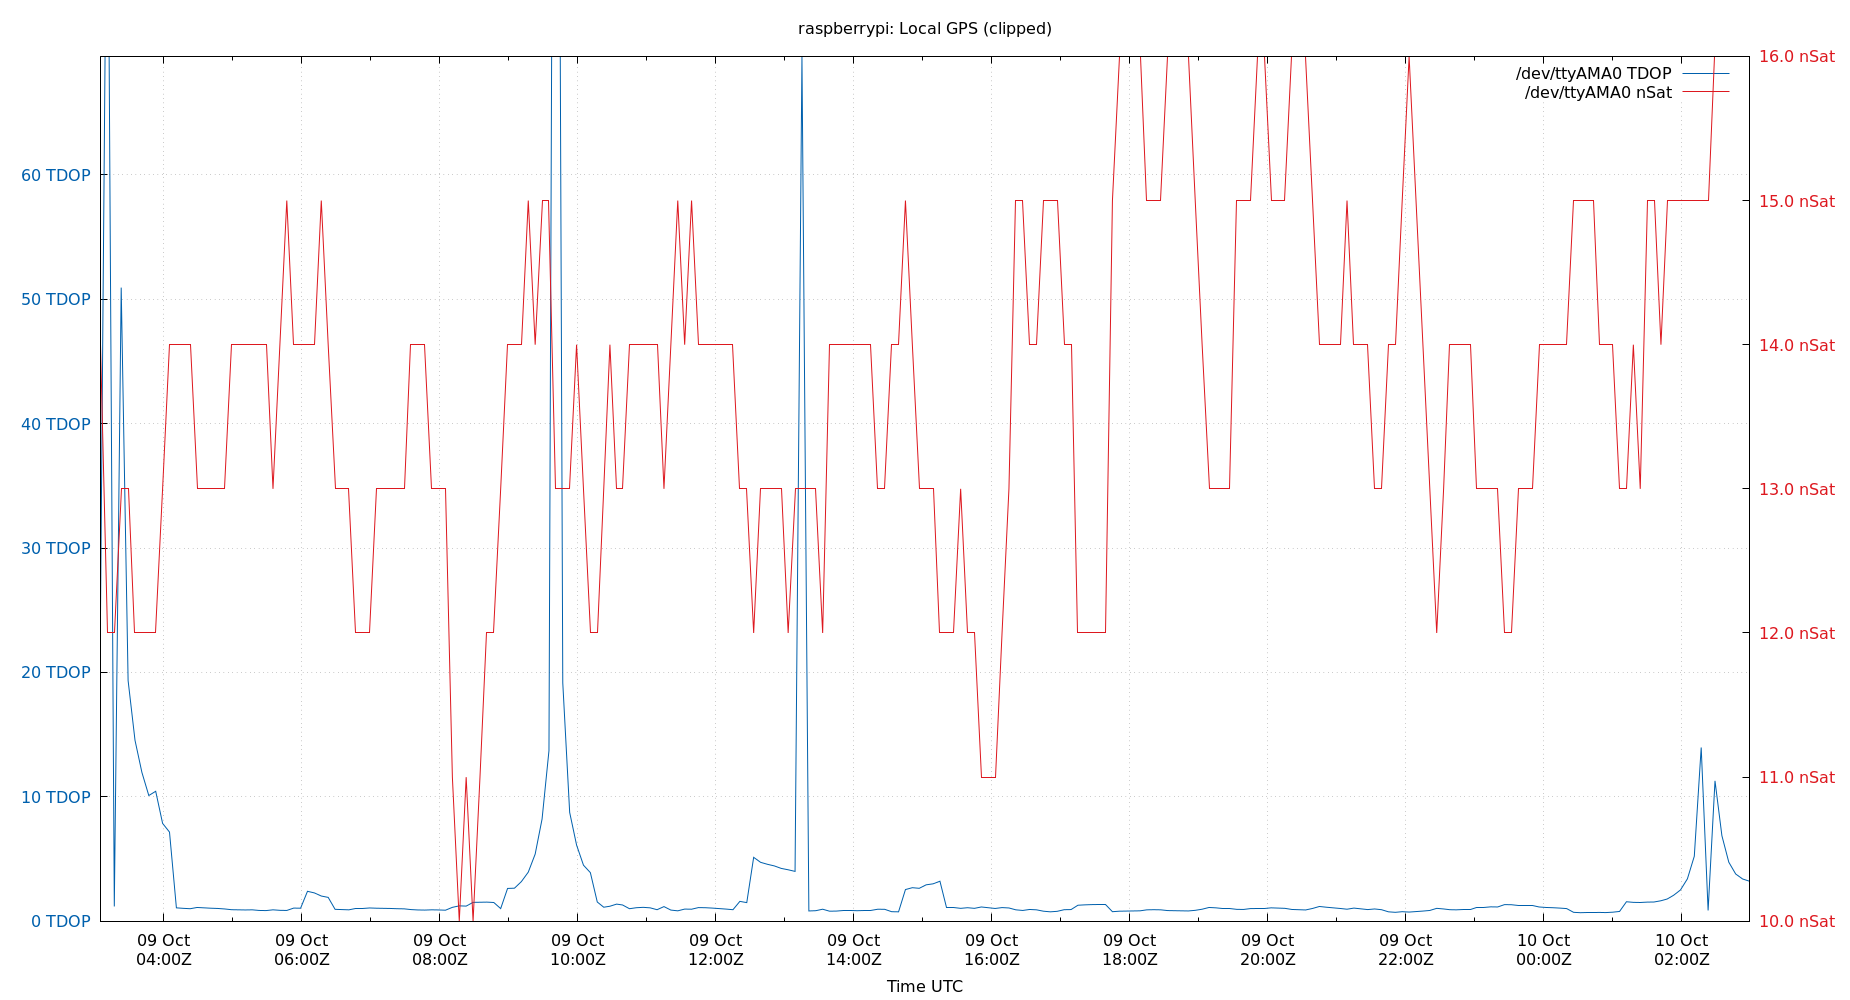 raspberrypi: Local GPS (clipped)
/dev/ttyAMA0 TDOP
/dev/ttyAMA0 nSat
60 TDOP
50 TDOP
40 TDOP
30 TDOP
20 TDOP
10 TDOP
0 TDOP
16.0 nSat
15.0 nSat
14.0 nSat
13.0 nSat
12.0 nSat
11.0 nSat
10.0 nSat
09 Oct 09 Oct 09 Oct 09 Oct 09 Oct 09 Oct 09 Oct 09 Oct 09 Oct 09 Oct 10 Oct 10 Oct
04:00Z 06:00Z 08:00Z 10:00Z 12:00Z 14:00Z 16:00Z 18:00Z 20:00Z 22:00Z 00:00Z 02:00Z
Time UTC